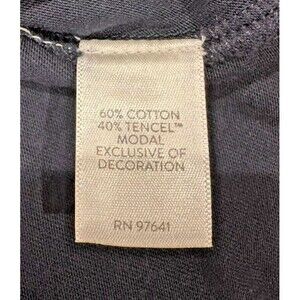 60% COTTON
40% TENCEL™
MODAL
EXCLUSIVE OF
DECORATION
RN 97641